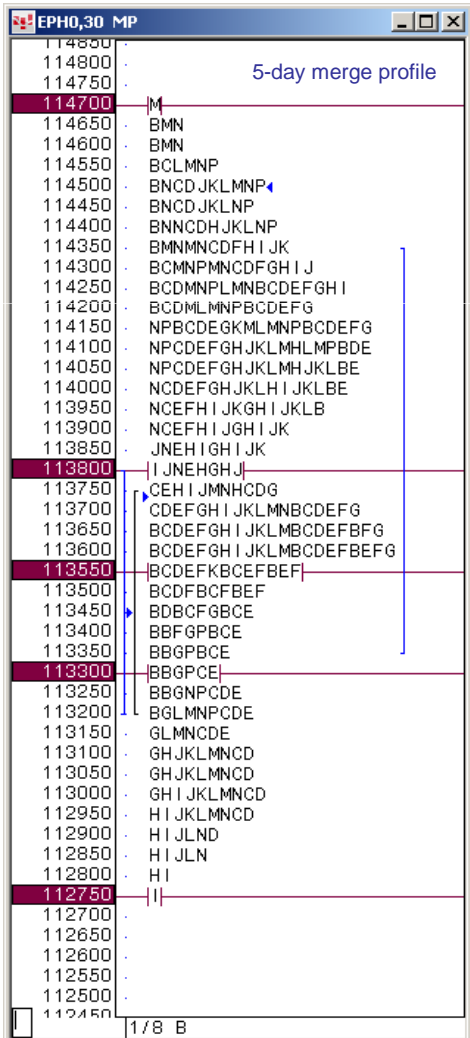 EPH0,30 MP
114850
114800
5-day merge profile
114750
114700 M
114650 BMN
114600 BMN
114550 BCLMNP
114500 BNCDJKLMNP
114450 BNCDJKLNP
114400 BNNCDHJKLNP
114350 BMNMNCDFHIJK
114300 BCMNPMNCDFGHIJ
114250 BCDMNPLMNBCDEFGHI
114200 BCDMLMNPBCDEFG
114150 NPBCDEGKMLMNPBCDEFG
114100 NPCDEFGHJKLMHLMPBDE
114050 NPCDEFGHJKLMHJKLBE
114000 NCDEFGHJKLHIJKLBE
113950 NCEFHIJKGHIJKLB
113900 NCEFHIJGHIJK
113850 JNEHIGHIJK
113800 IJNEHGHJ
113750 CEHIJMNHCDG
113700 CDEFGHIJKLMNBCDEFG
113650 BCDEFGHIJKLMBCDEFBFG
113600 BCDEFGHIJKLMBCDEFBEFG
113550 BCDEFKBCEFBEF
113500 BCDFBCFBEF
113450 BDBCFGBCE
113400 BBFGPBCE
113350 BBGPBCE
113300 BBGPCE
113250 BBGNPCDE
113200 BGLMNPCDE
113150 GLMNCDE
113100 GHJKLMNCD
113050 GHJKLMNCD
113000 GHIJKLMNCD
112950 HIJKLMNCD
112900 HIJLND
112850 HIJLN
112800 HI
112750 I
112700
112650
112600
112550
112500
112450
1/8 B